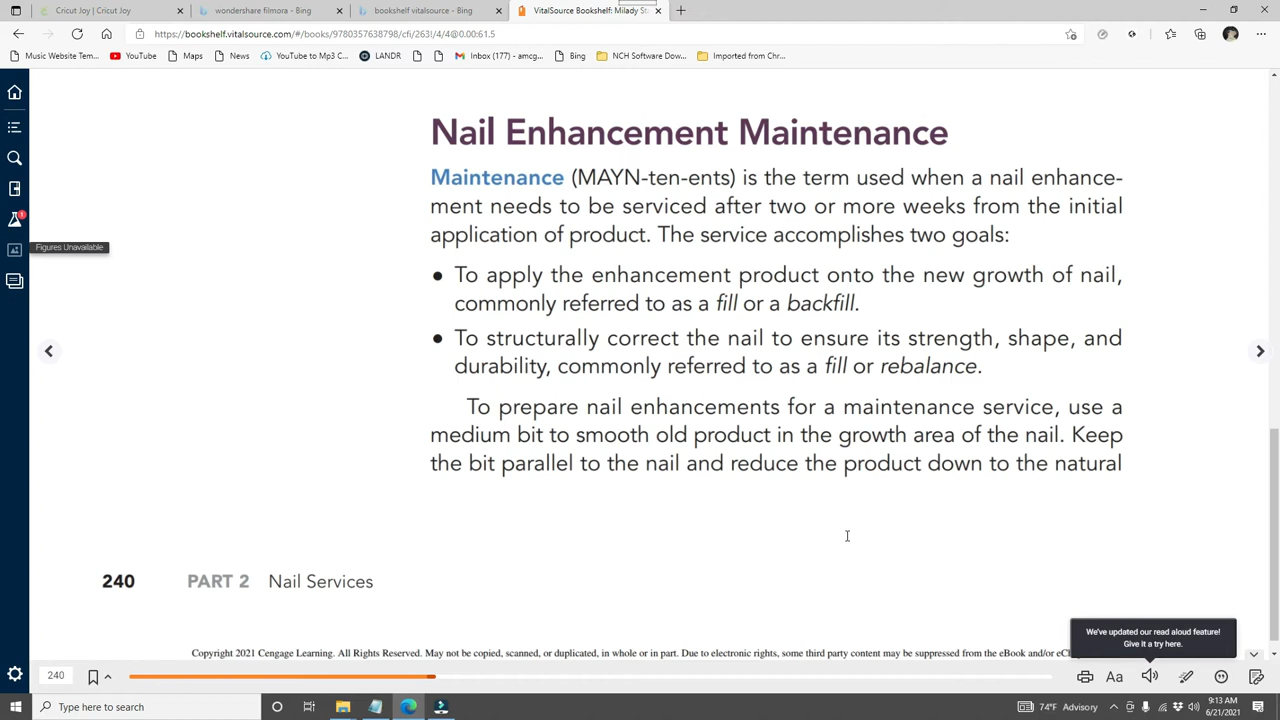 Cricut Joy | Cricut Joy
wondershare filmora - Bing
bookshelf vitalsource - Bing
VitalSource Bookshelf: Milady St
https://bookshelf.vitalsource.com/#/books/9780357638798/cfi/263!/4/4@0.00:61.5
Music Website Tem... YouTube Maps News YouTube to Mp3 C... LANDR Inbox (177) - amcg... Bing NCH Software Dow... Imported from Chr...
Nail Enhancement Maintenance
Maintenance (MAYN-ten-ents) is the term used when a nail enhance-
ment needs to be serviced after two or more weeks from the initial
application of product. The service accomplishes two goals:
Figures Unavailable
● To apply the enhancement product onto the new growth of nail,
commonly referred to as a fill or a backfill.
● To structurally correct the nail to ensure its strength, shape, and
durability, commonly referred to as a fill or rebalance.
To prepare nail enhancements for a maintenance service, use a
medium bit to smooth old product in the growth area of the nail. Keep
the bit parallel to the nail and reduce the product down to the natural
240 PART 2 Nail Services
We've updated our read aloud feature!
Give it a try here.
Copyright 2021 Cengage Learning. All Rights Reserved. May not be copied, scanned, or duplicated, in whole or in part. Due to electronic rights, some third party content may be suppressed from the eBook and/or eCh
240 Aa
Type here to search
74°F Advisory
9:13 AM
6/21/2021